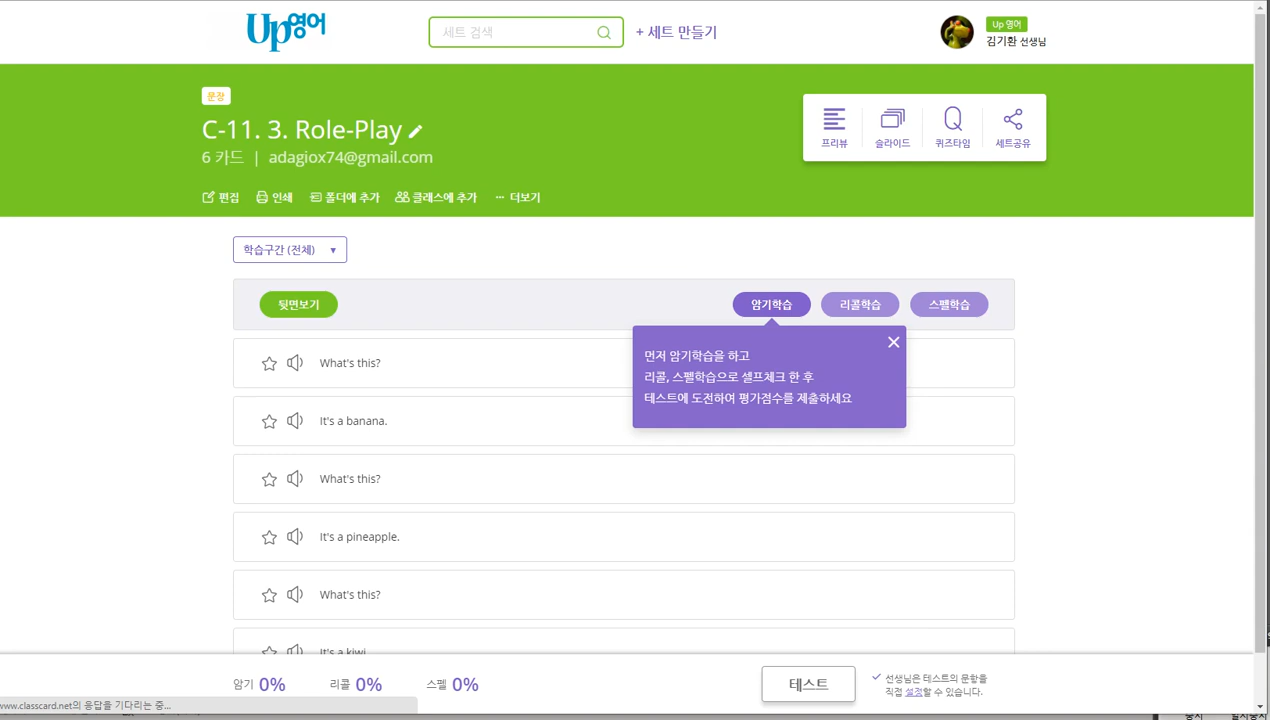 Up영어
세트 검색
+ 세트 만들기
Up 영어
김기환 선생님
문장
C-11. 3. Role-Play
6 카드 | adagiox74@gmail.com
프리뷰
슬라이드
퀴즈타임
세트공유
편집
인쇄
폴더에 추가
클래스에 추가
··· 더보기
학습구간 (전체) ▼
뒷면보기
암기학습
리콜학습
스펠학습
먼저 암기학습을 하고
리콜, 스펠학습으로 셀프체크 한 후
테스트에 도전하여 평가점수를 제출하세요
What's this?
It's a banana.
What's this?
It's a pineapple.
What's this?
It's a kiwi.
암기 0%
리콜 0%
스펠 0%
테스트
선생님은 테스트의 문항을
직접 설정할 수 있습니다.
www.classcard.net의 응답을 기다리는 중...